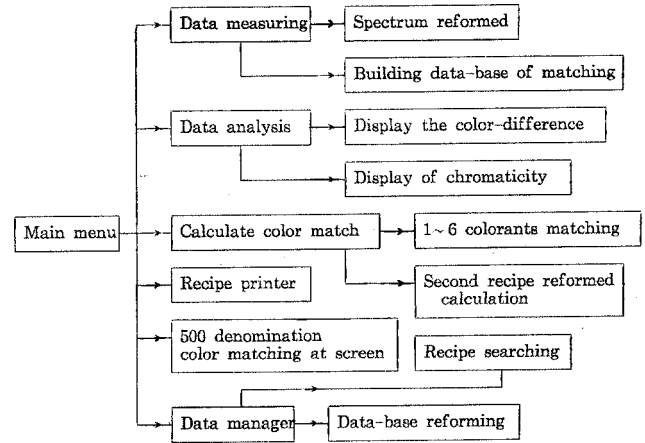 Data measuring
Spectrum reformed
Building data-base of matching
Data analysis
Display the color-difference
Display of chromaticity
Main menu
Calculate color match
1~6 colorants matching
Recipe printer
Second recipe reformed
calculation
500 denomination
color matching at screen
Recipe searching
Data manager
Data-base reforming